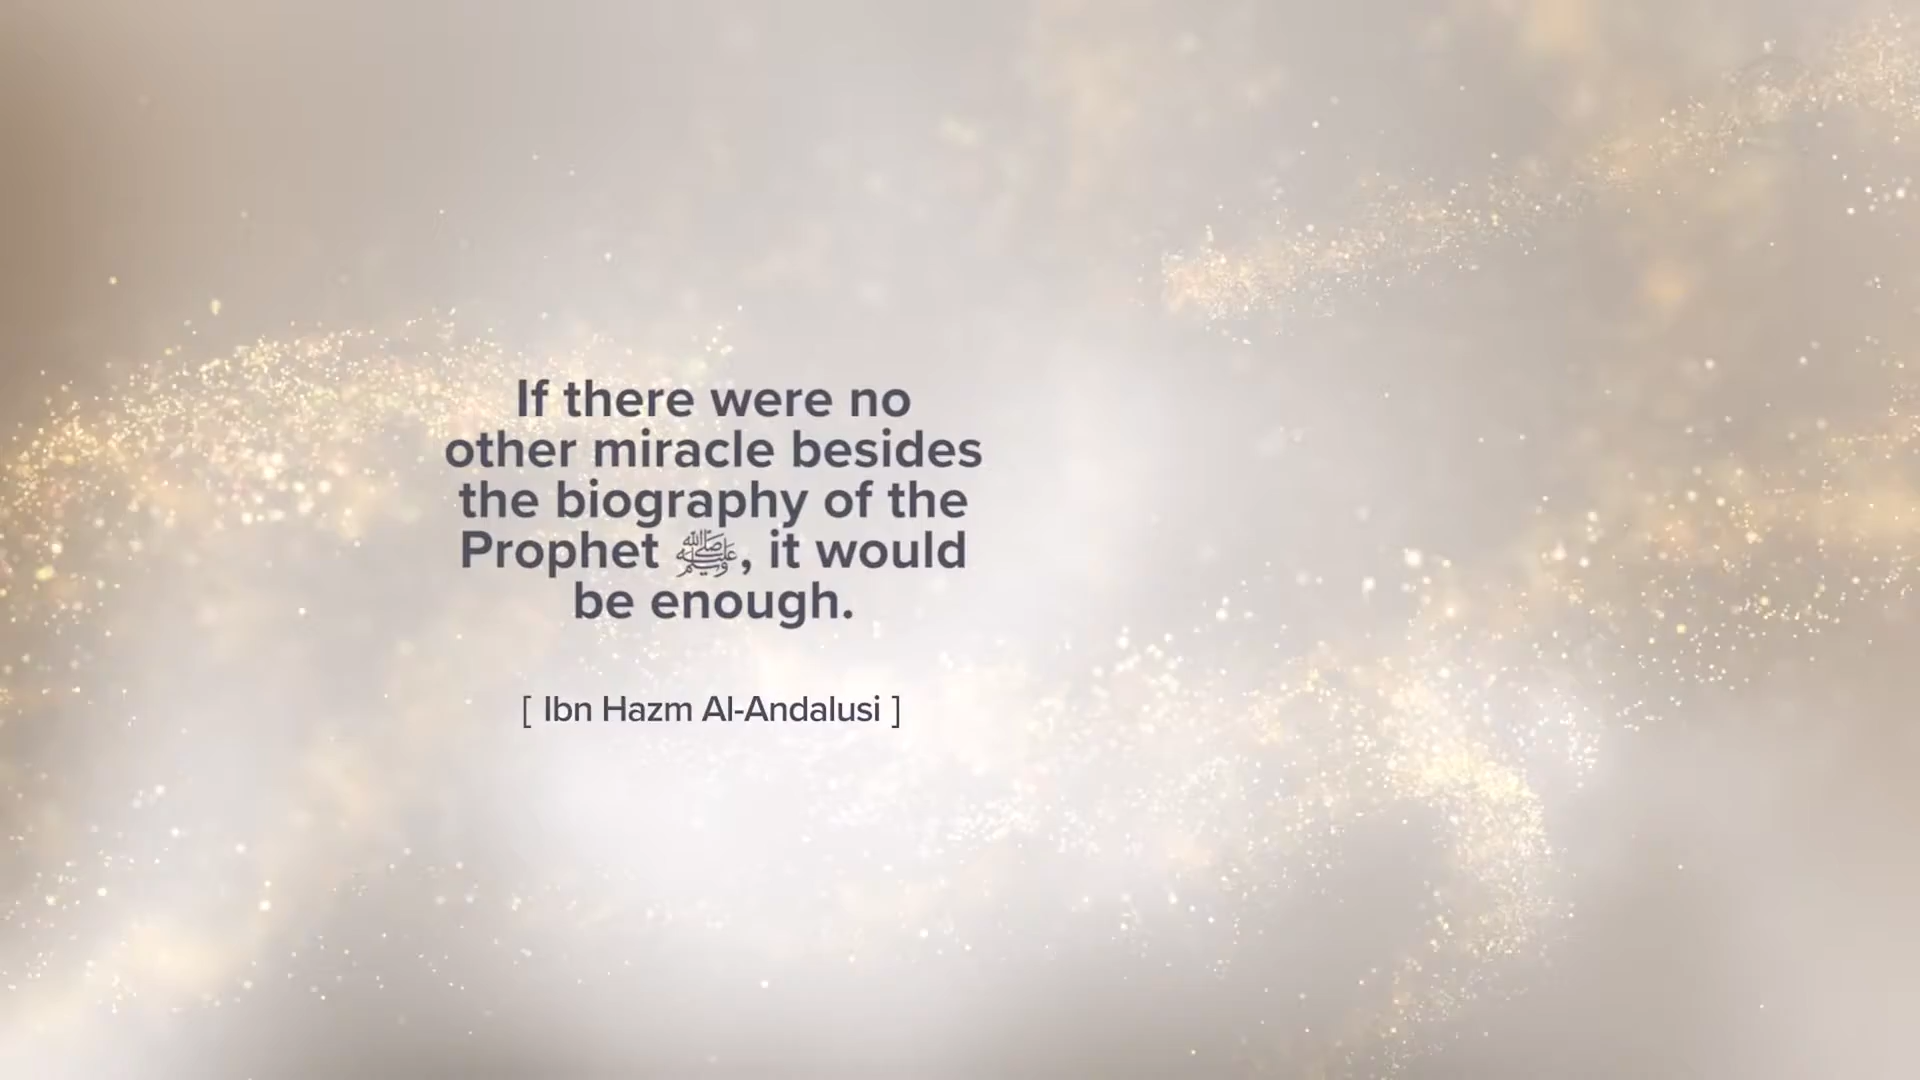 If there were no
other miracle besides
the biography of the
Prophet ﷺ, it would
be enough.
[ Ibn Hazm Al-Andalusi ]